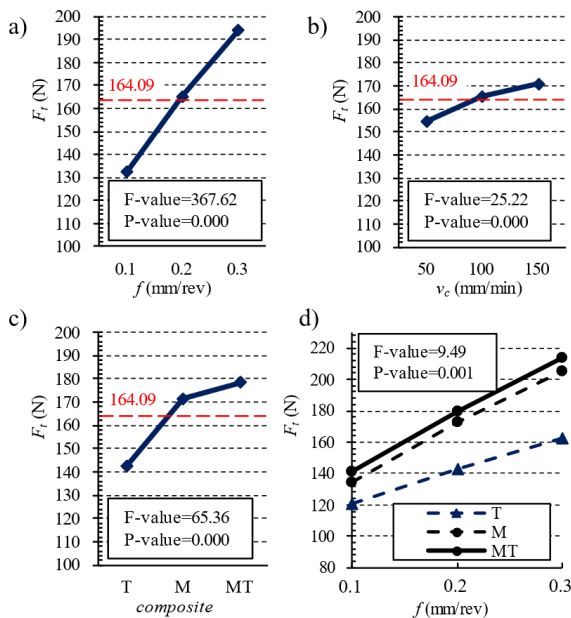 a)
200
190
180
170
160
150
140
130
120
110
100
F_t (N)
164.09
F-value=367.62
P-value=0.000
0.1 0.2 0.3
f (mm/rev)
b)
200
190
180
170
160
150
140
130
120
110
100
F_t (N)
164.09
F-value=25.22
P-value=0.000
50 100 150
v_c (mm/min)
c)
200
190
180
170
160
150
140
130
120
110
100
F_t (N)
164.09
F-value=65.36
P-value=0.000
T M MT
composite
d)
220
200
180
160
140
120
100
80
F_t (N)
F-value=9.49
P-value=0.001
T
M
MT
0.1 0.2 0.3
f (mm/rev)